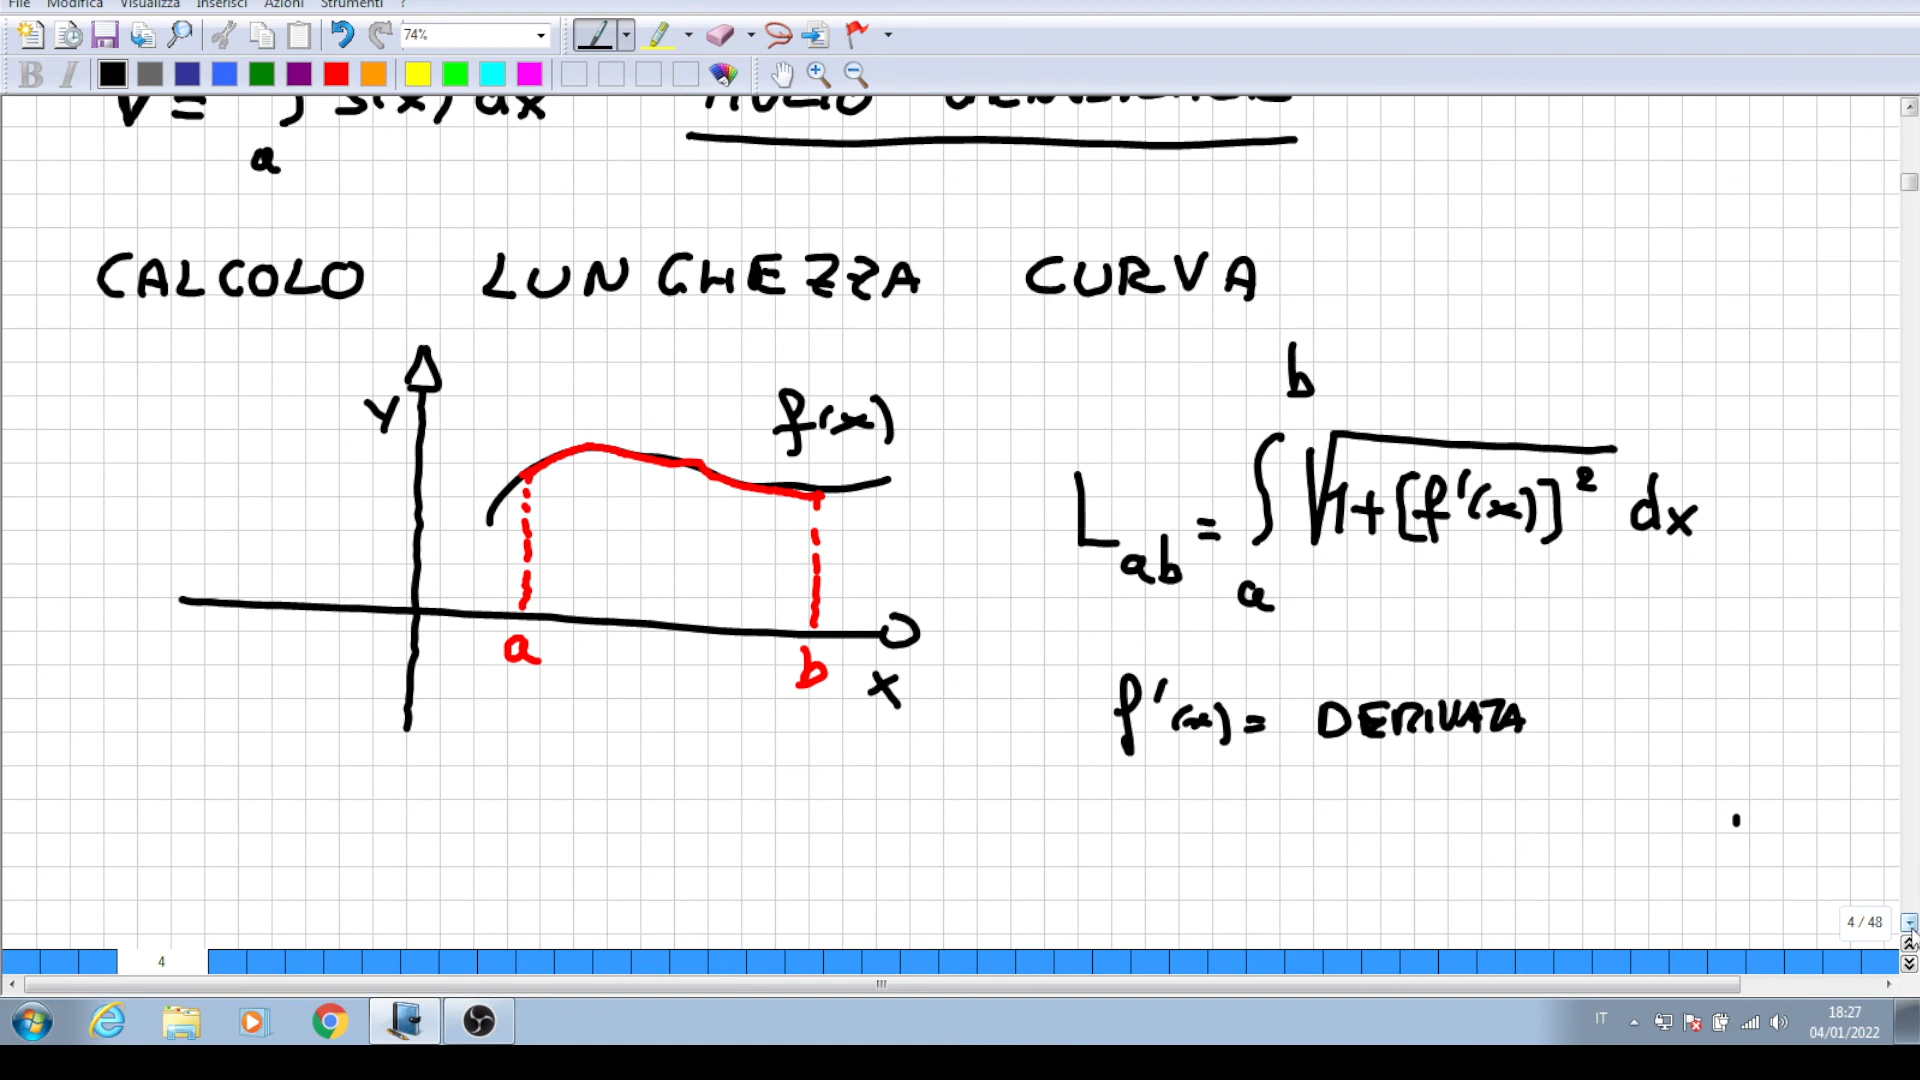 File Modifica Visualizza Inserisci Azioni Strumenti ?
74%
B I
V = ∫ S(x) dx
a
CALCOLO LUNGHEZZA CURVA
y
f(x)
a
b
x
b
L_ab = ∫ √1+[f'(x)]² dx
a
f'(x) = DERIVATA
4 / 48
4
IT
18:27
04/01/2022